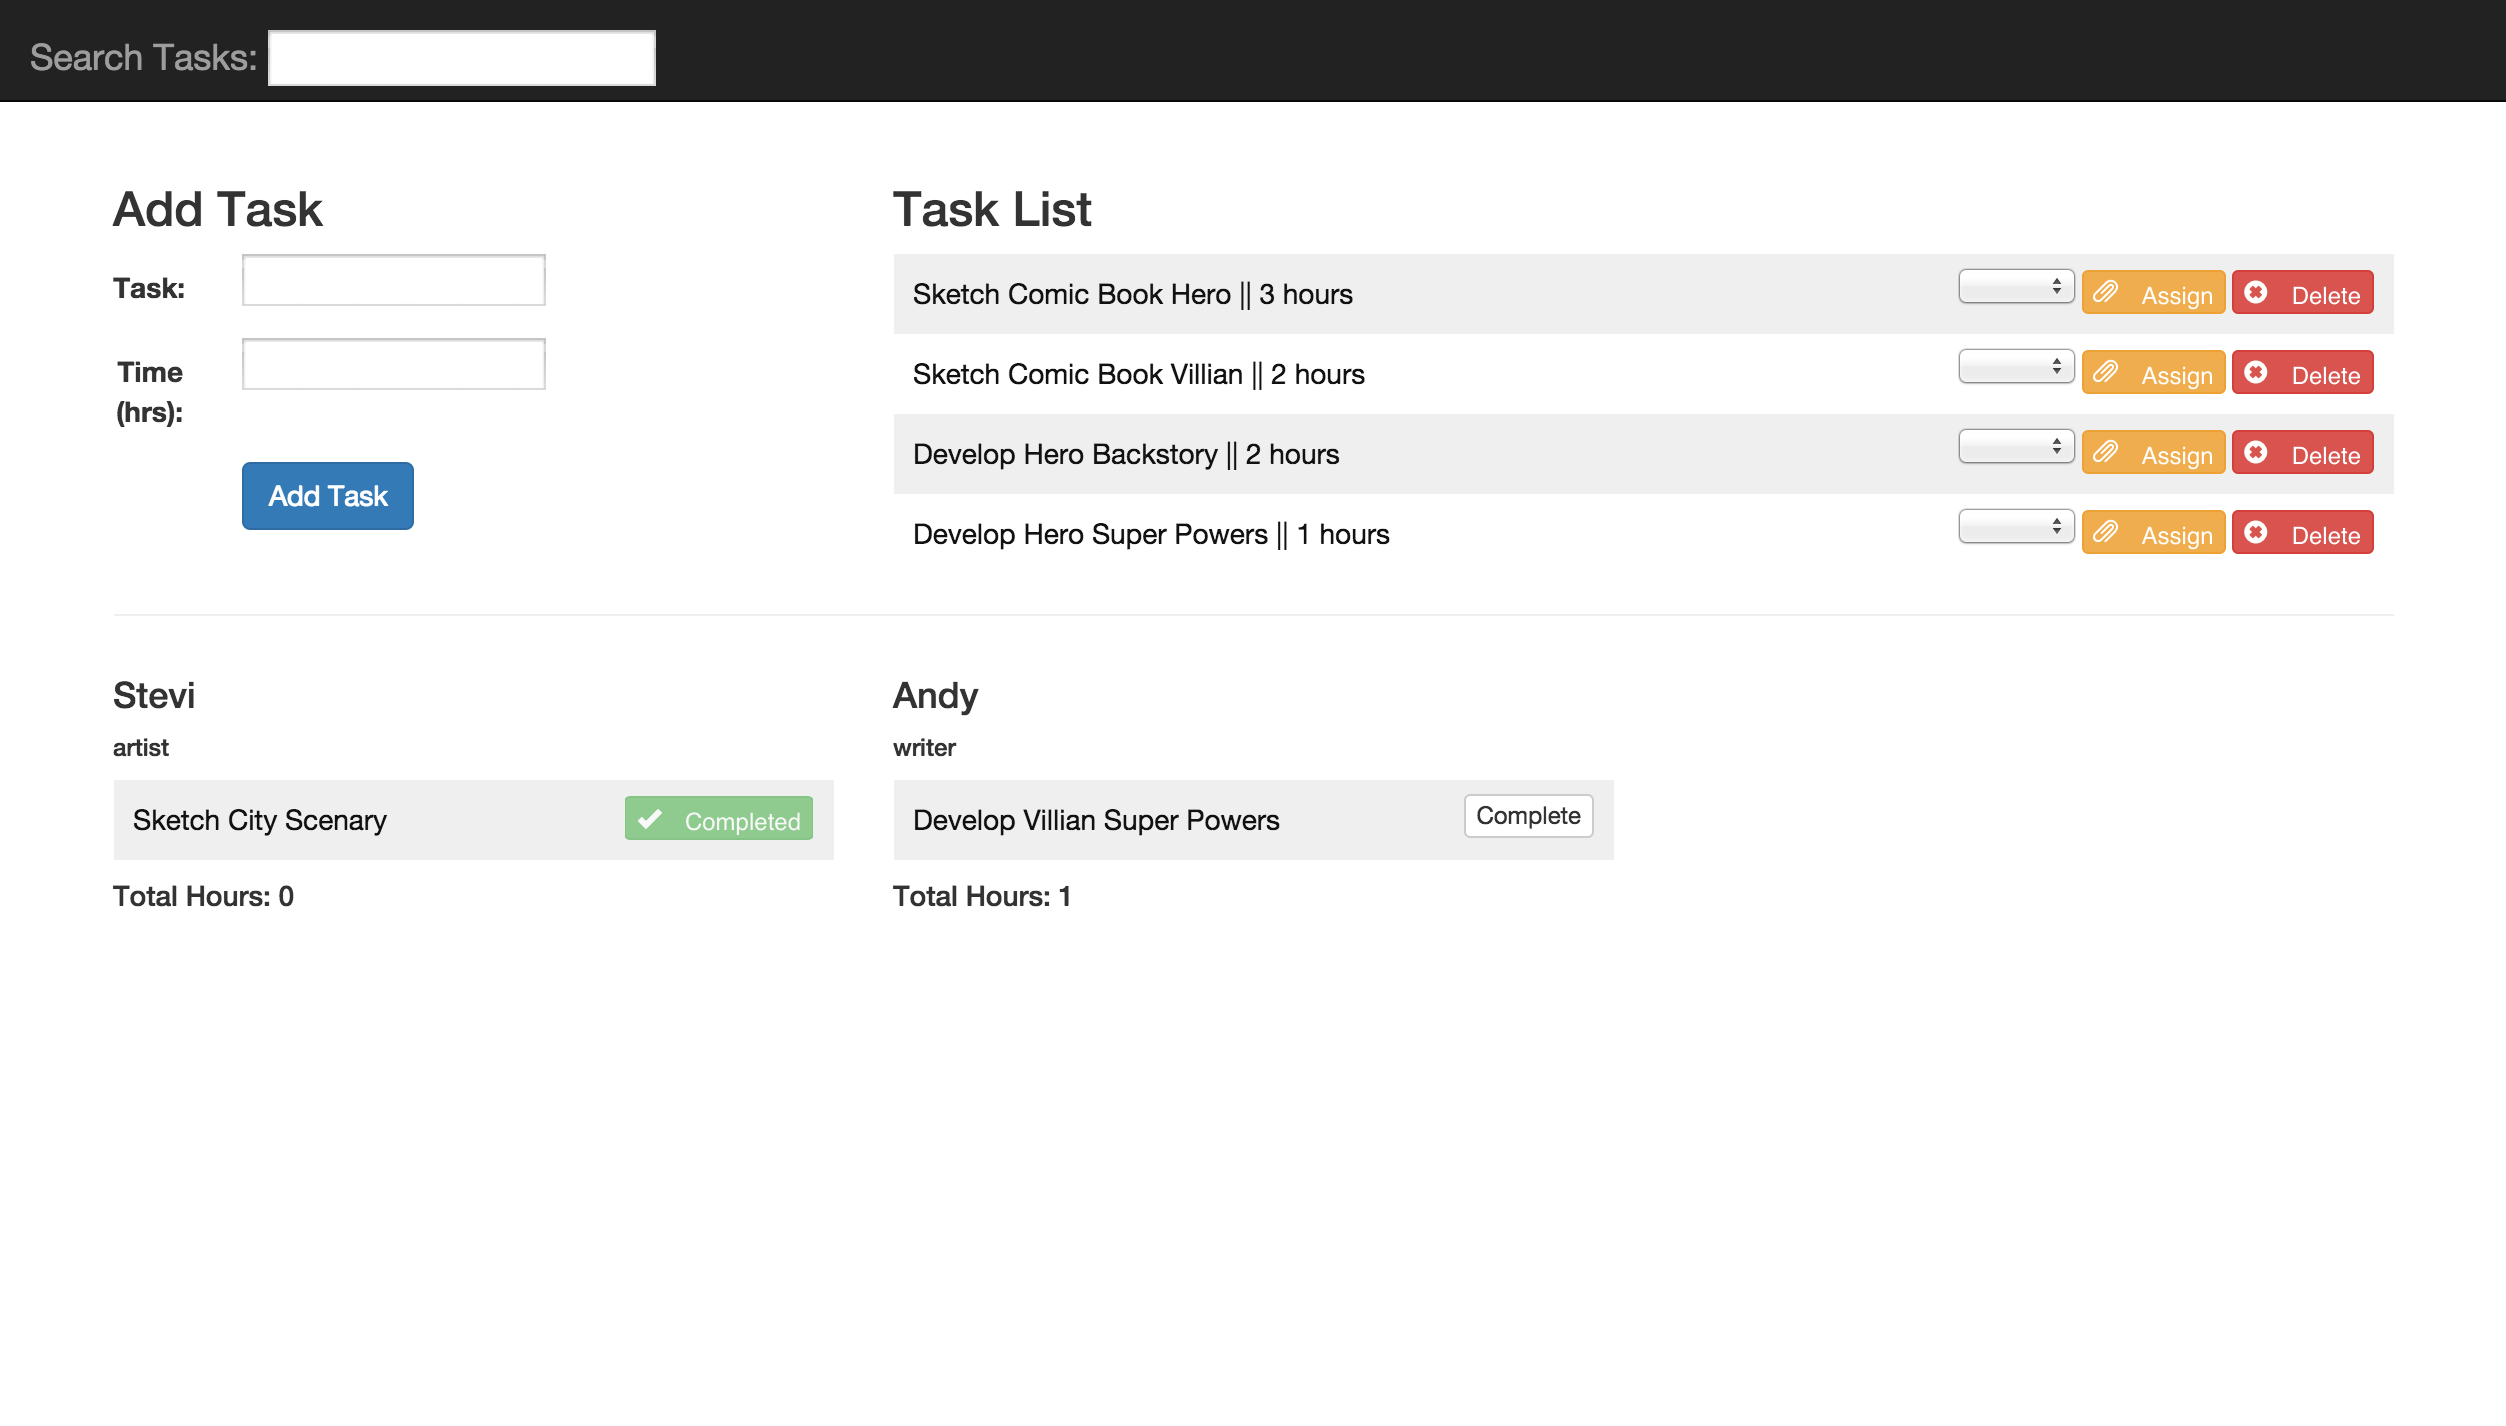 Search Tasks:
Add Task
Task:
Time
(hrs):
Add Task
Task List
Sketch Comic Book Hero || 3 hours Assign Delete
Sketch Comic Book Villian || 2 hours Assign Delete
Develop Hero Backstory || 2 hours Assign Delete
Develop Hero Super Powers || 1 hours Assign Delete
Stevi
artist
Sketch City Scenary Completed
Total Hours: 0
Andy
writer
Develop Villian Super Powers Complete
Total Hours: 1